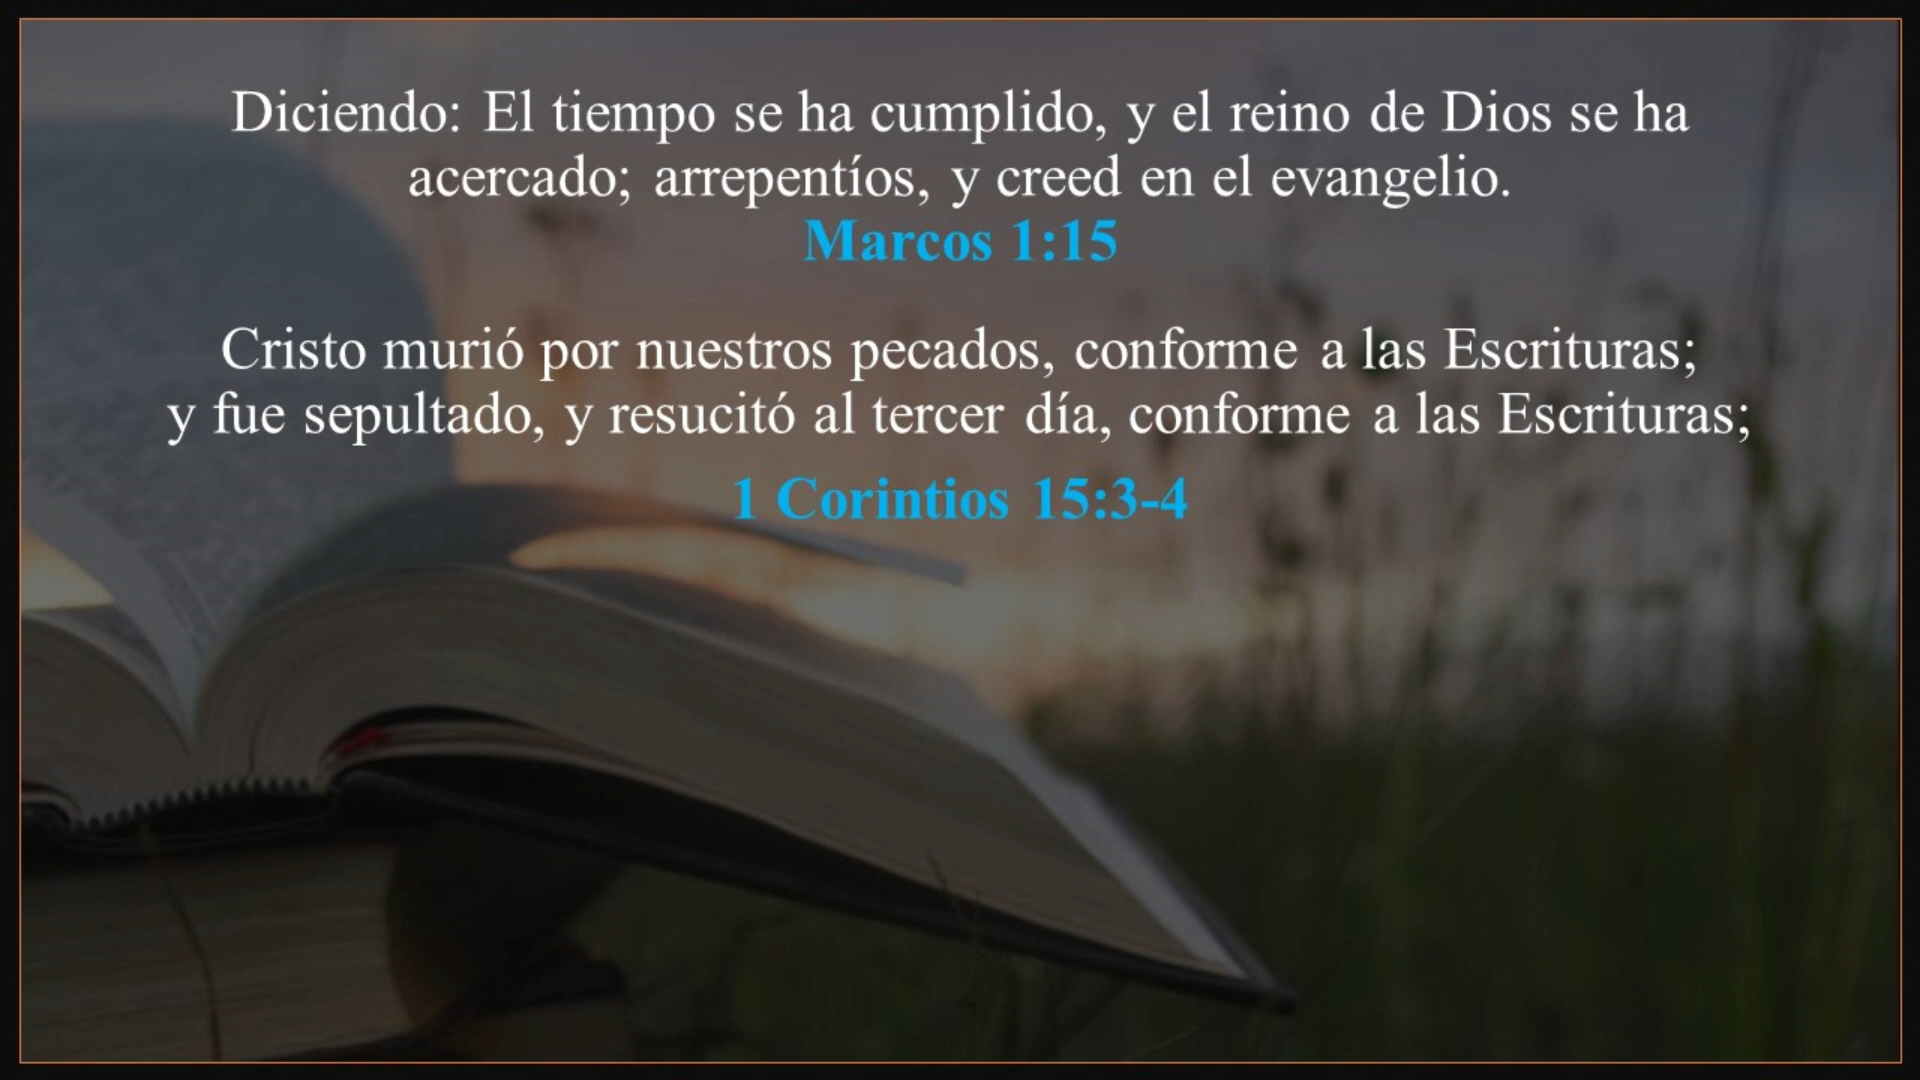 Diciendo: El tiempo se ha cumplido, y el reino de Dios se ha
acercado; arrepentíos, y creed en el evangelio.
Marcos 1:15
Cristo murió por nuestros pecados, conforme a las Escrituras;
y fue sepultado, y resucitó al tercer día, conforme a las Escrituras;
1 Corintios 15:3-4